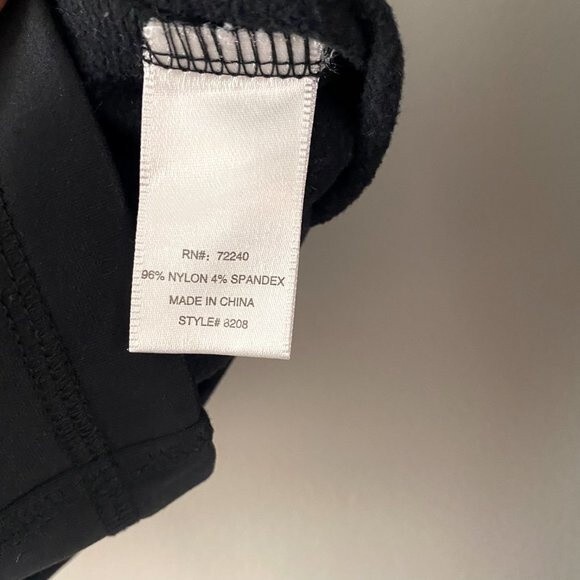 RN#: 72240
96% NYLON 4% SPANDEX
MADE IN CHINA
STYLE# 8208